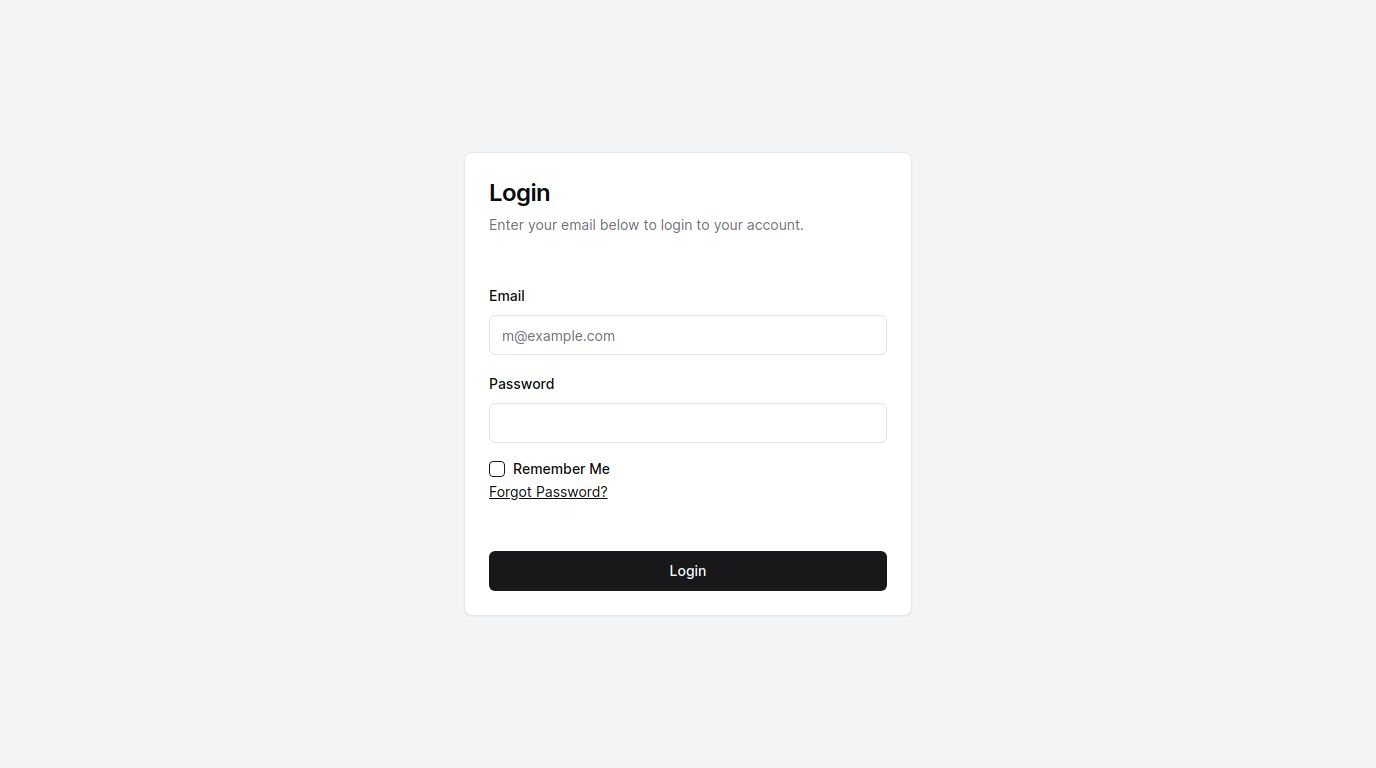 Login
Enter your email below to login to your account.
Email
m@example.com
Password
Remember Me
Forgot Password?
Login